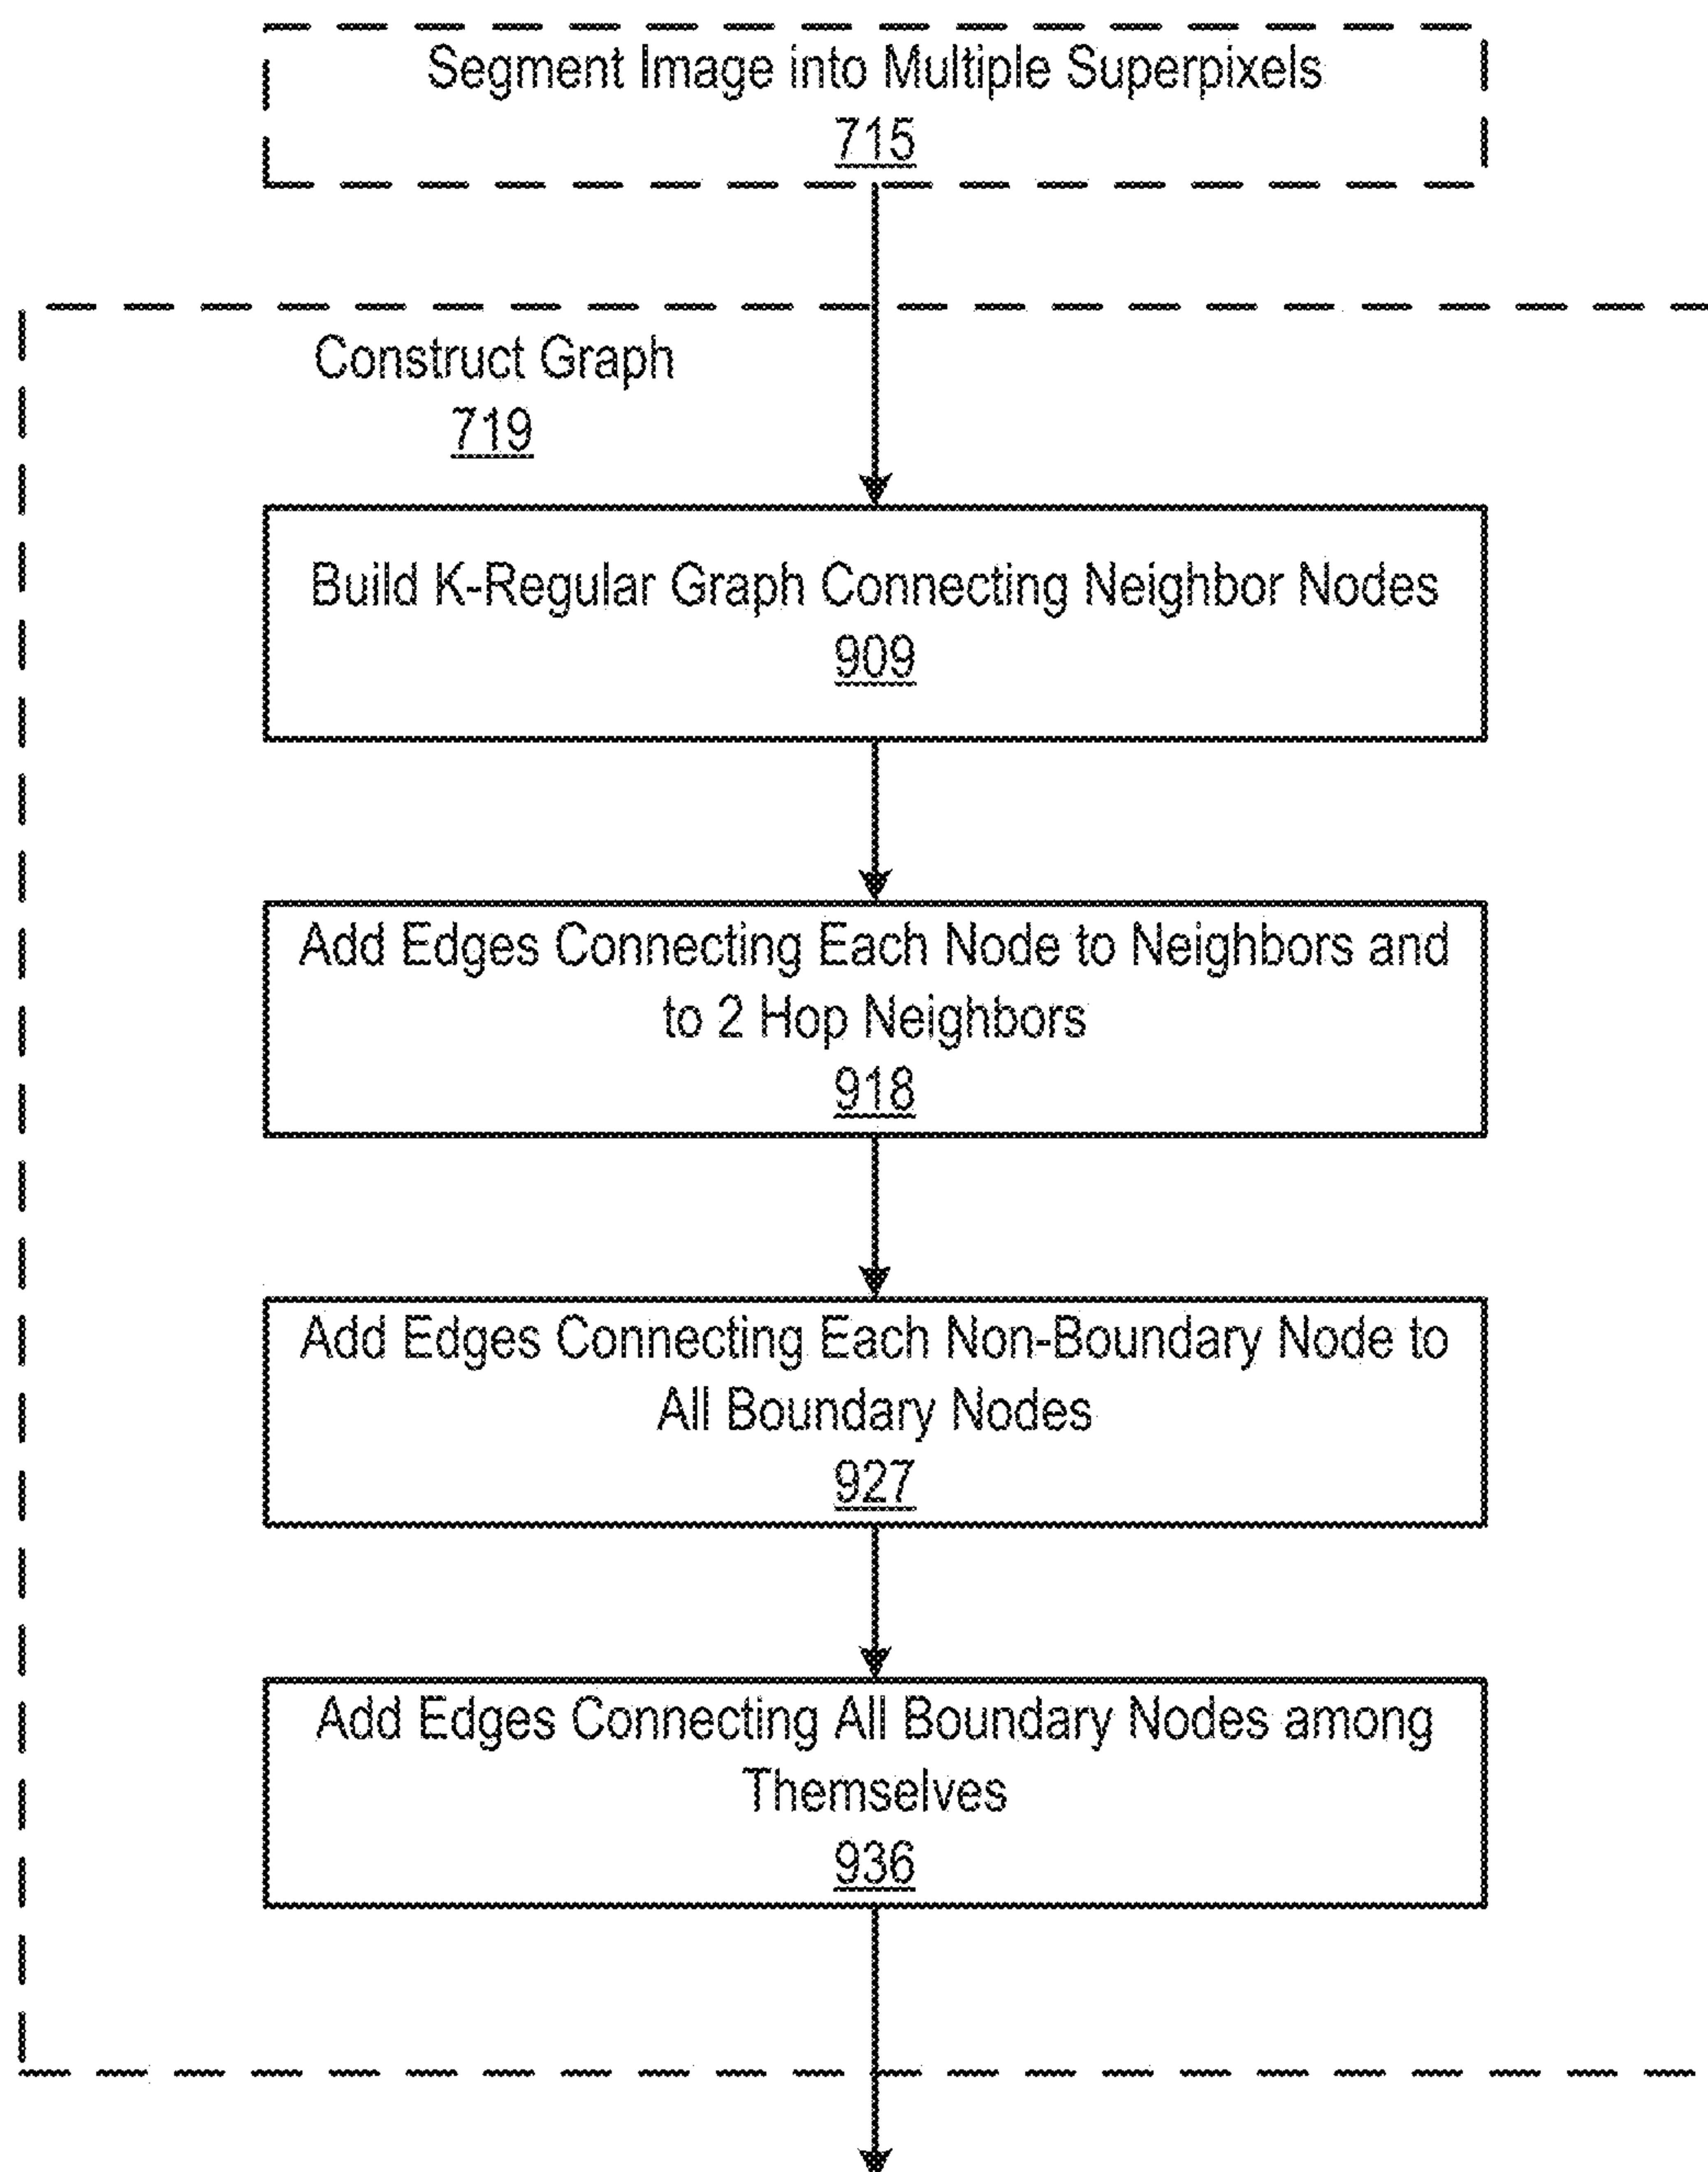 Segment Image into Multiple Superpixels
715
Construct Graph
719
Build K-Regular Graph Connecting Neighbor Nodes
909
Add Edges Connecting Each Node to Neighbors and
to 2 Hop Neighbors
918
Add Edges Connecting Each Non-Boundary Node to
All Boundary Nodes
927
Add Edges Connecting All Boundary Nodes among
Themselves
936